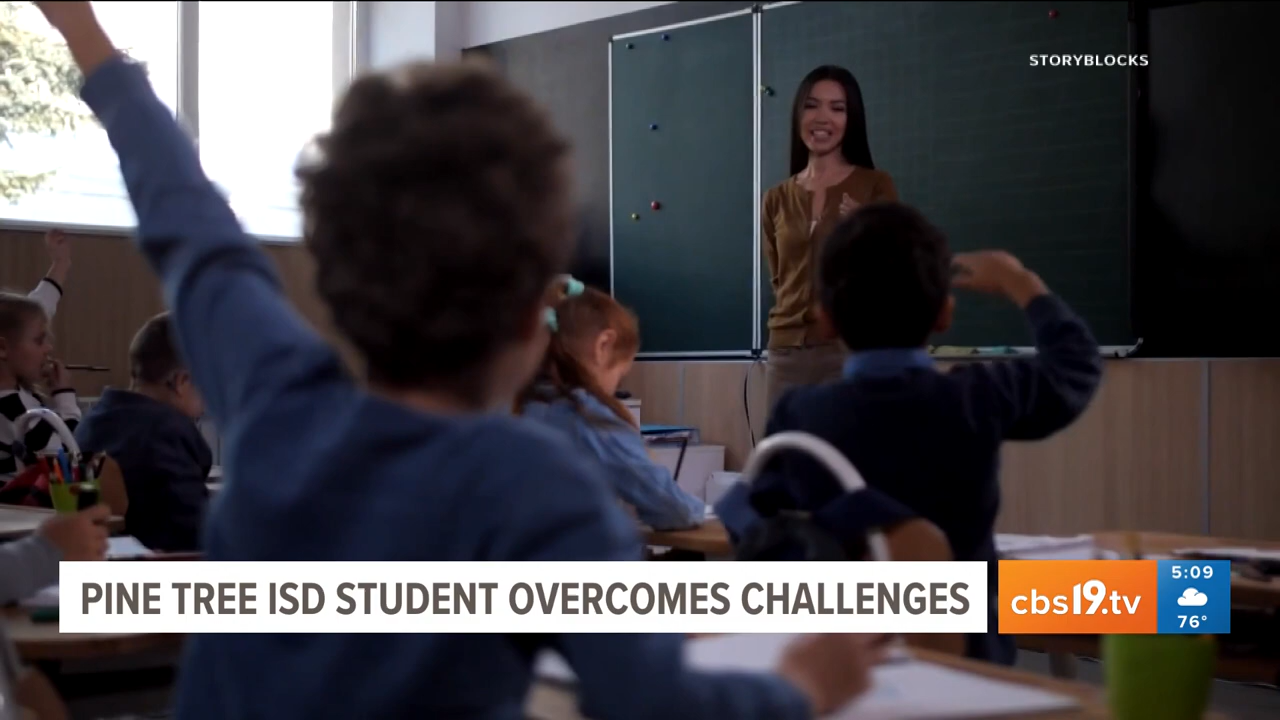 STORYBLOCKS
PINE TREE ISD STUDENT OVERCOMES CHALLENGES
cbs19.tv
5:09
76°